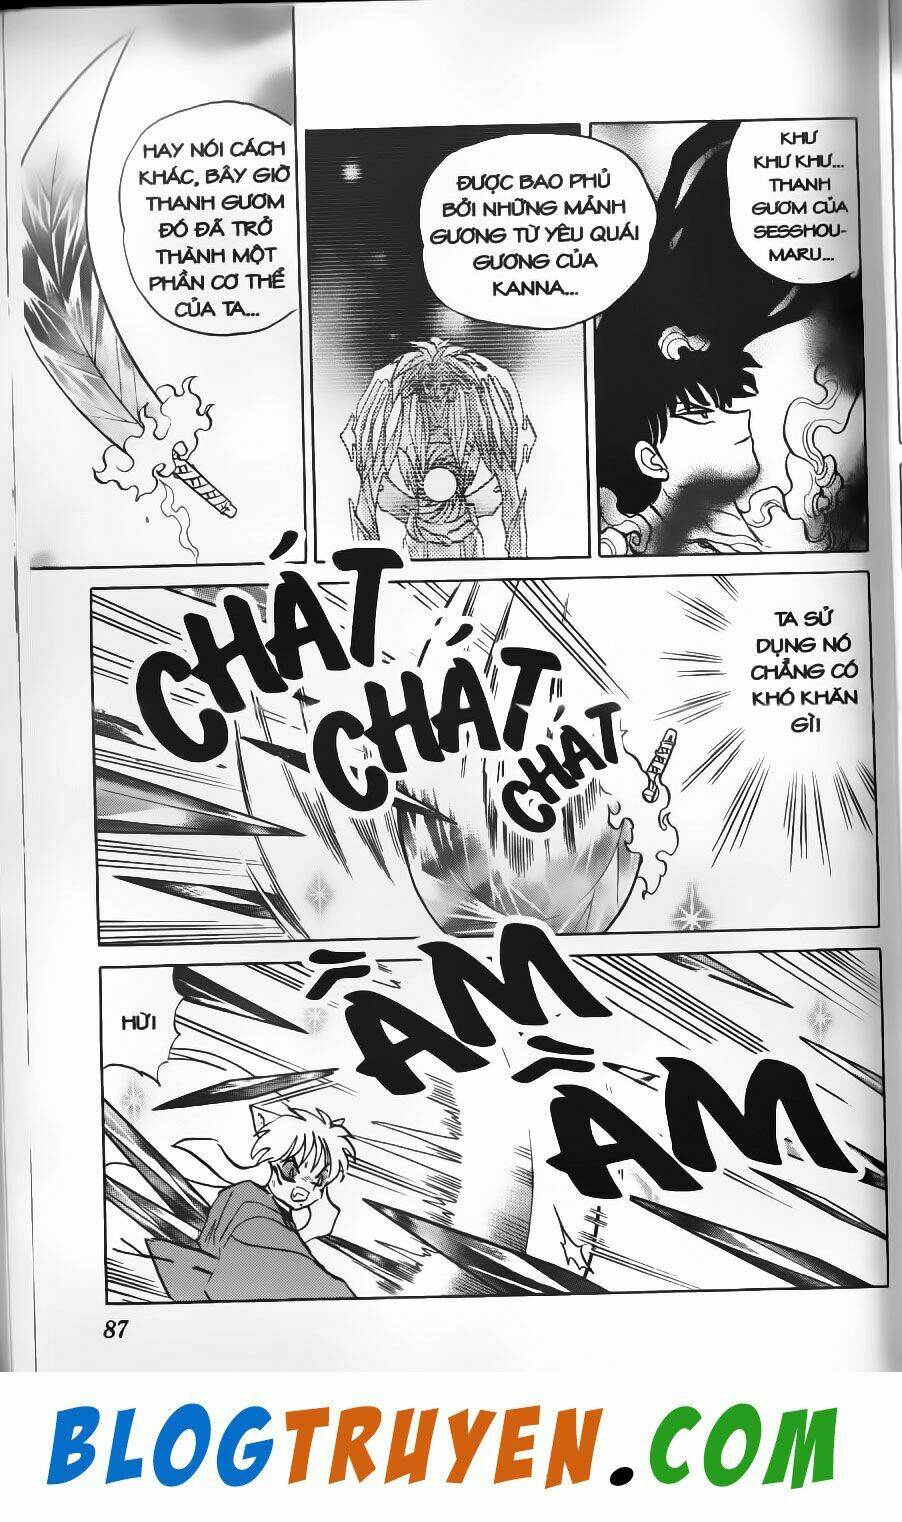 KHƯ
KHƯ KHƯ...
THANH
GƯƠM CỦA
SESSHOU-
MARU...
ĐƯỢC BAO PHỦ
BỞI NHỮNG MẢNH
GƯƠNG TỪ YÊU QUÁI
GƯƠNG CỦA
KANNA...
HAY NÓI CÁCH
KHÁC, BÂY GIỜ
THANH GƯƠM
ĐÓ ĐÃ TRỞ
THÀNH MỘT
PHẦN CƠ THỂ
CỦA TA...
TA SỬ
DỤNG NÓ
CHẲNG CÓ
KHÓ KHĂN
GÌ!
CHÁT
CHÁT
CHÁT
HỪ!
ẦM
ẦM
87
BLOGTRUYEN.COM